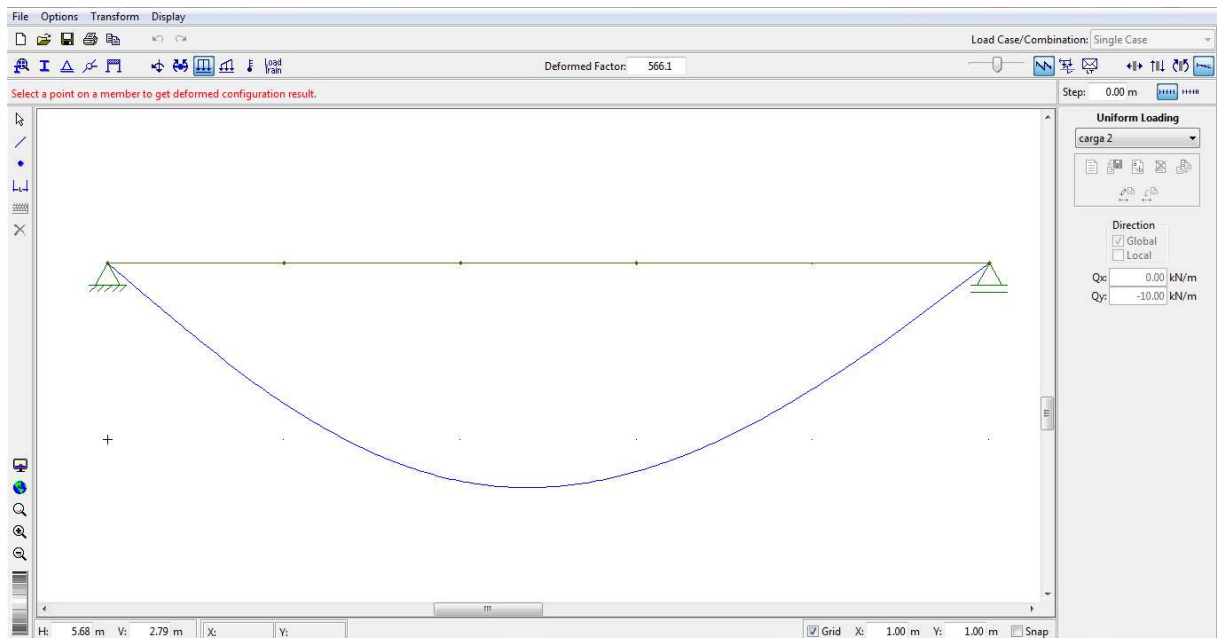 File Options Transform Display
Load Case/Combination: Single Case
Load
Train
Deformed Factor: 566.1
Select a point on a member to get deformed configuration result.
Step: 0.00 m
Uniform Loading
carga 2
Direction
Global
Local
Qx: 0.00 kN/m
Qy: -10.00 kN/m
H: 5.68 m V: 2.79 m X: Y:
Grid X: 1.00 m Y: 1.00 m Snap